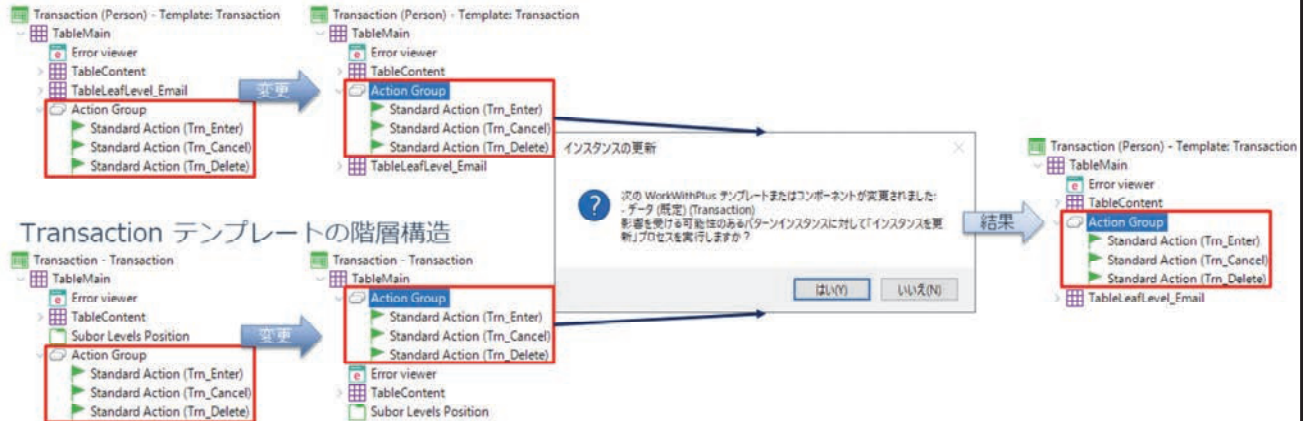 Transaction (Person) - Template: Transaction
TableMain
Error viewer
TableContent
TableLeafLevel_Email
Action Group
Standard Action (Trn_Enter)
Standard Action (Trn_Cancel)
Standard Action (Trn_Delete)
変更
Transaction (Person) - Template: Transaction
TableMain
Error viewer
TableContent
Action Group
Standard Action (Trn_Enter)
Standard Action (Trn_Cancel)
Standard Action (Trn_Delete)
TableLeafLevel_Email
Transaction テンプレートの階層構造
Transaction - Transaction
TableMain
Error viewer
TableContent
Subor Levels Position
Action Group
Standard Action (Trn_Enter)
Standard Action (Trn_Cancel)
Standard Action (Trn_Delete)
変更
Transaction - Transaction
TableMain
Action Group
Standard Action (Trn_Enter)
Standard Action (Trn_Cancel)
Standard Action (Trn_Delete)
Error viewer
TableContent
Subor Levels Position
インスタンスの更新
次の WorkWithPlus テンプレートまたはコンポーネントが変更されました:
- データ (既定) (Transaction)
影響を受ける可能性のあるパターンインスタンスに対して「インスタンスを更
新」プロセスを実行しますか?
はい(Y)
いいえ(N)
結果
Transaction (Person) - Template: Transaction
TableMain
Error viewer
TableContent
Action Group
Standard Action (Trn_Enter)
Standard Action (Trn_Cancel)
Standard Action (Trn_Delete)
TableLeafLevel_Email